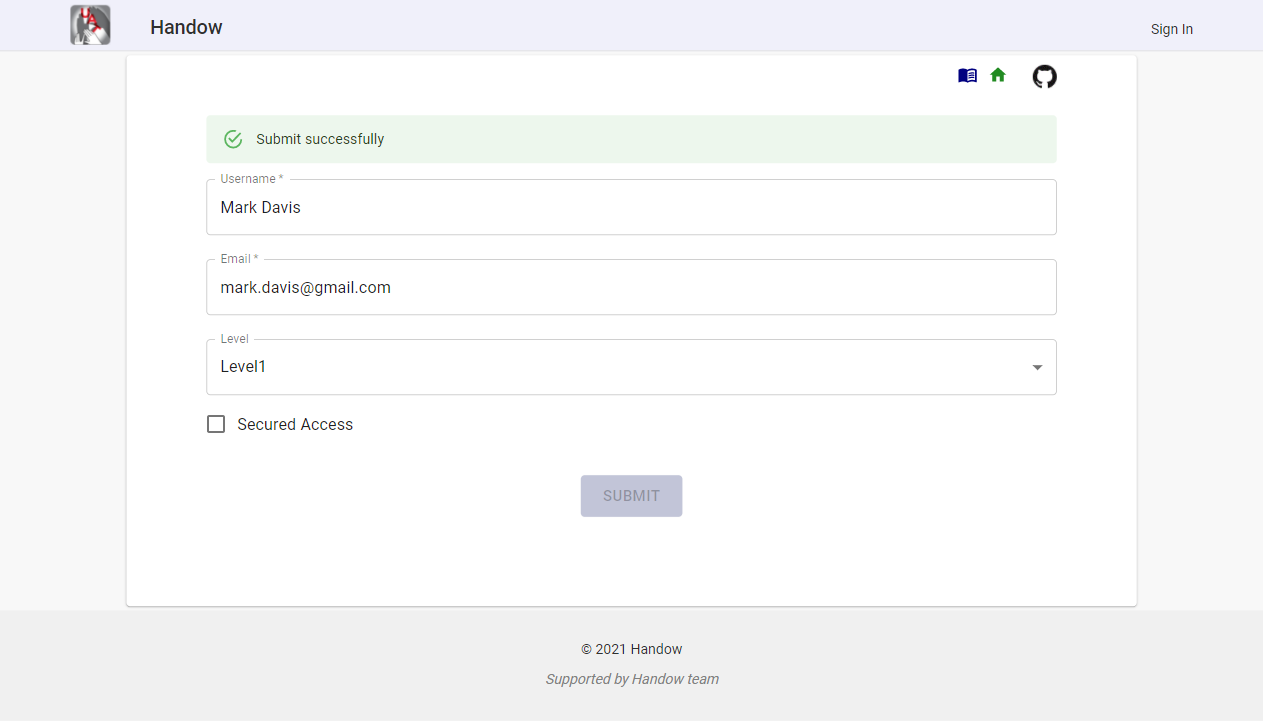 Handow
Sign In
Submit successfully
Username *
Mark Davis
Email *
mark.davis@gmail.com
Level
Level1
Secured Access
SUBMIT
© 2021 Handow
Supported by Handow team